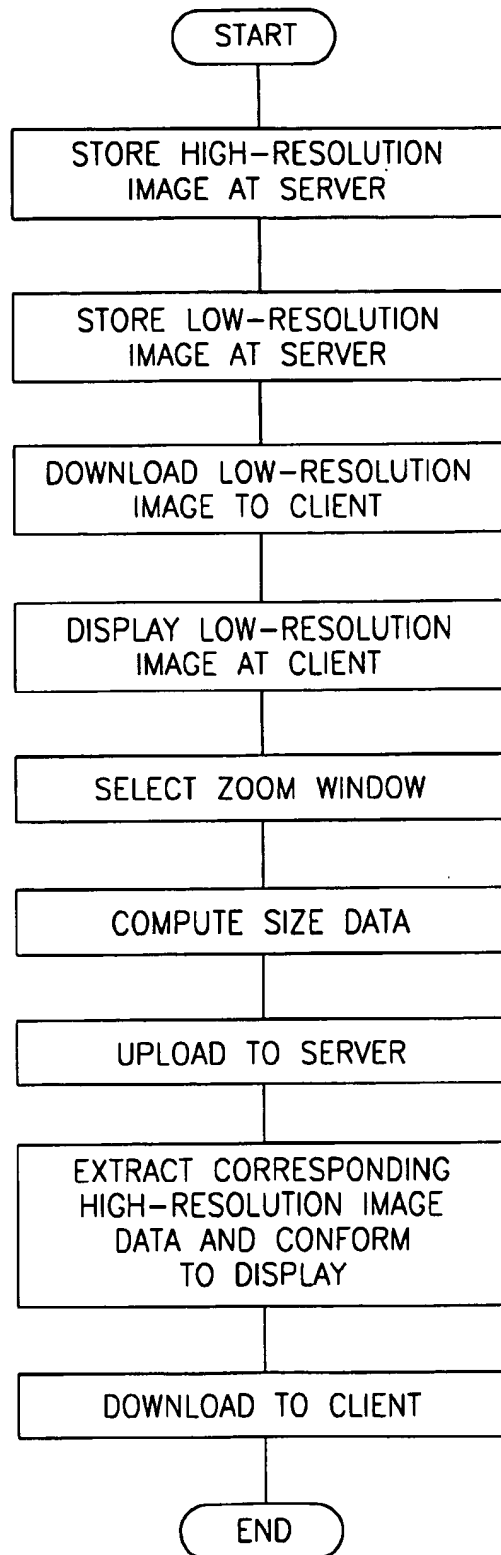 START
STORE HIGH-RESOLUTION
IMAGE AT SERVER
STORE LOW-RESOLUTION
IMAGE AT SERVER
DOWNLOAD LOW-RESOLUTION
IMAGE TO CLIENT
DISPLAY LOW-RESOLUTION
IMAGE AT CLIENT
SELECT ZOOM WINDOW
COMPUTE SIZE DATA
UPLOAD TO SERVER
EXTRACT CORRESPONDING
HIGH-RESOLUTION IMAGE
DATA AND CONFORM
TO DISPLAY
DOWNLOAD TO CLIENT
END